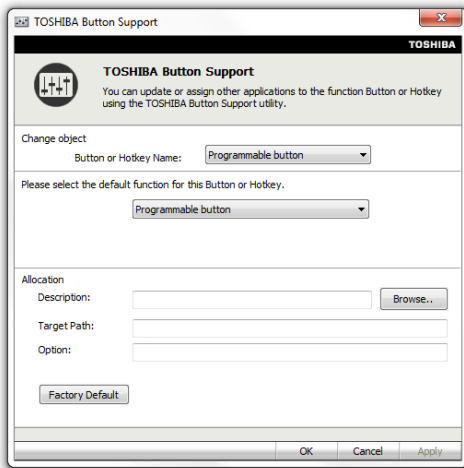 TOSHIBA Button Support
TOSHIBA
TOSHIBA Button Support
You can update or assign other applications to the function Button or Hotkey
using the TOSHIBA Button Support utility.
Change object
Button or Hotkey Name: Programmable button
Please select the default function for this Button or Hotkey.
Programmable button
Allocation
Description: Browse..
Target Path:
Option:
Factory Default
OK Cancel Apply